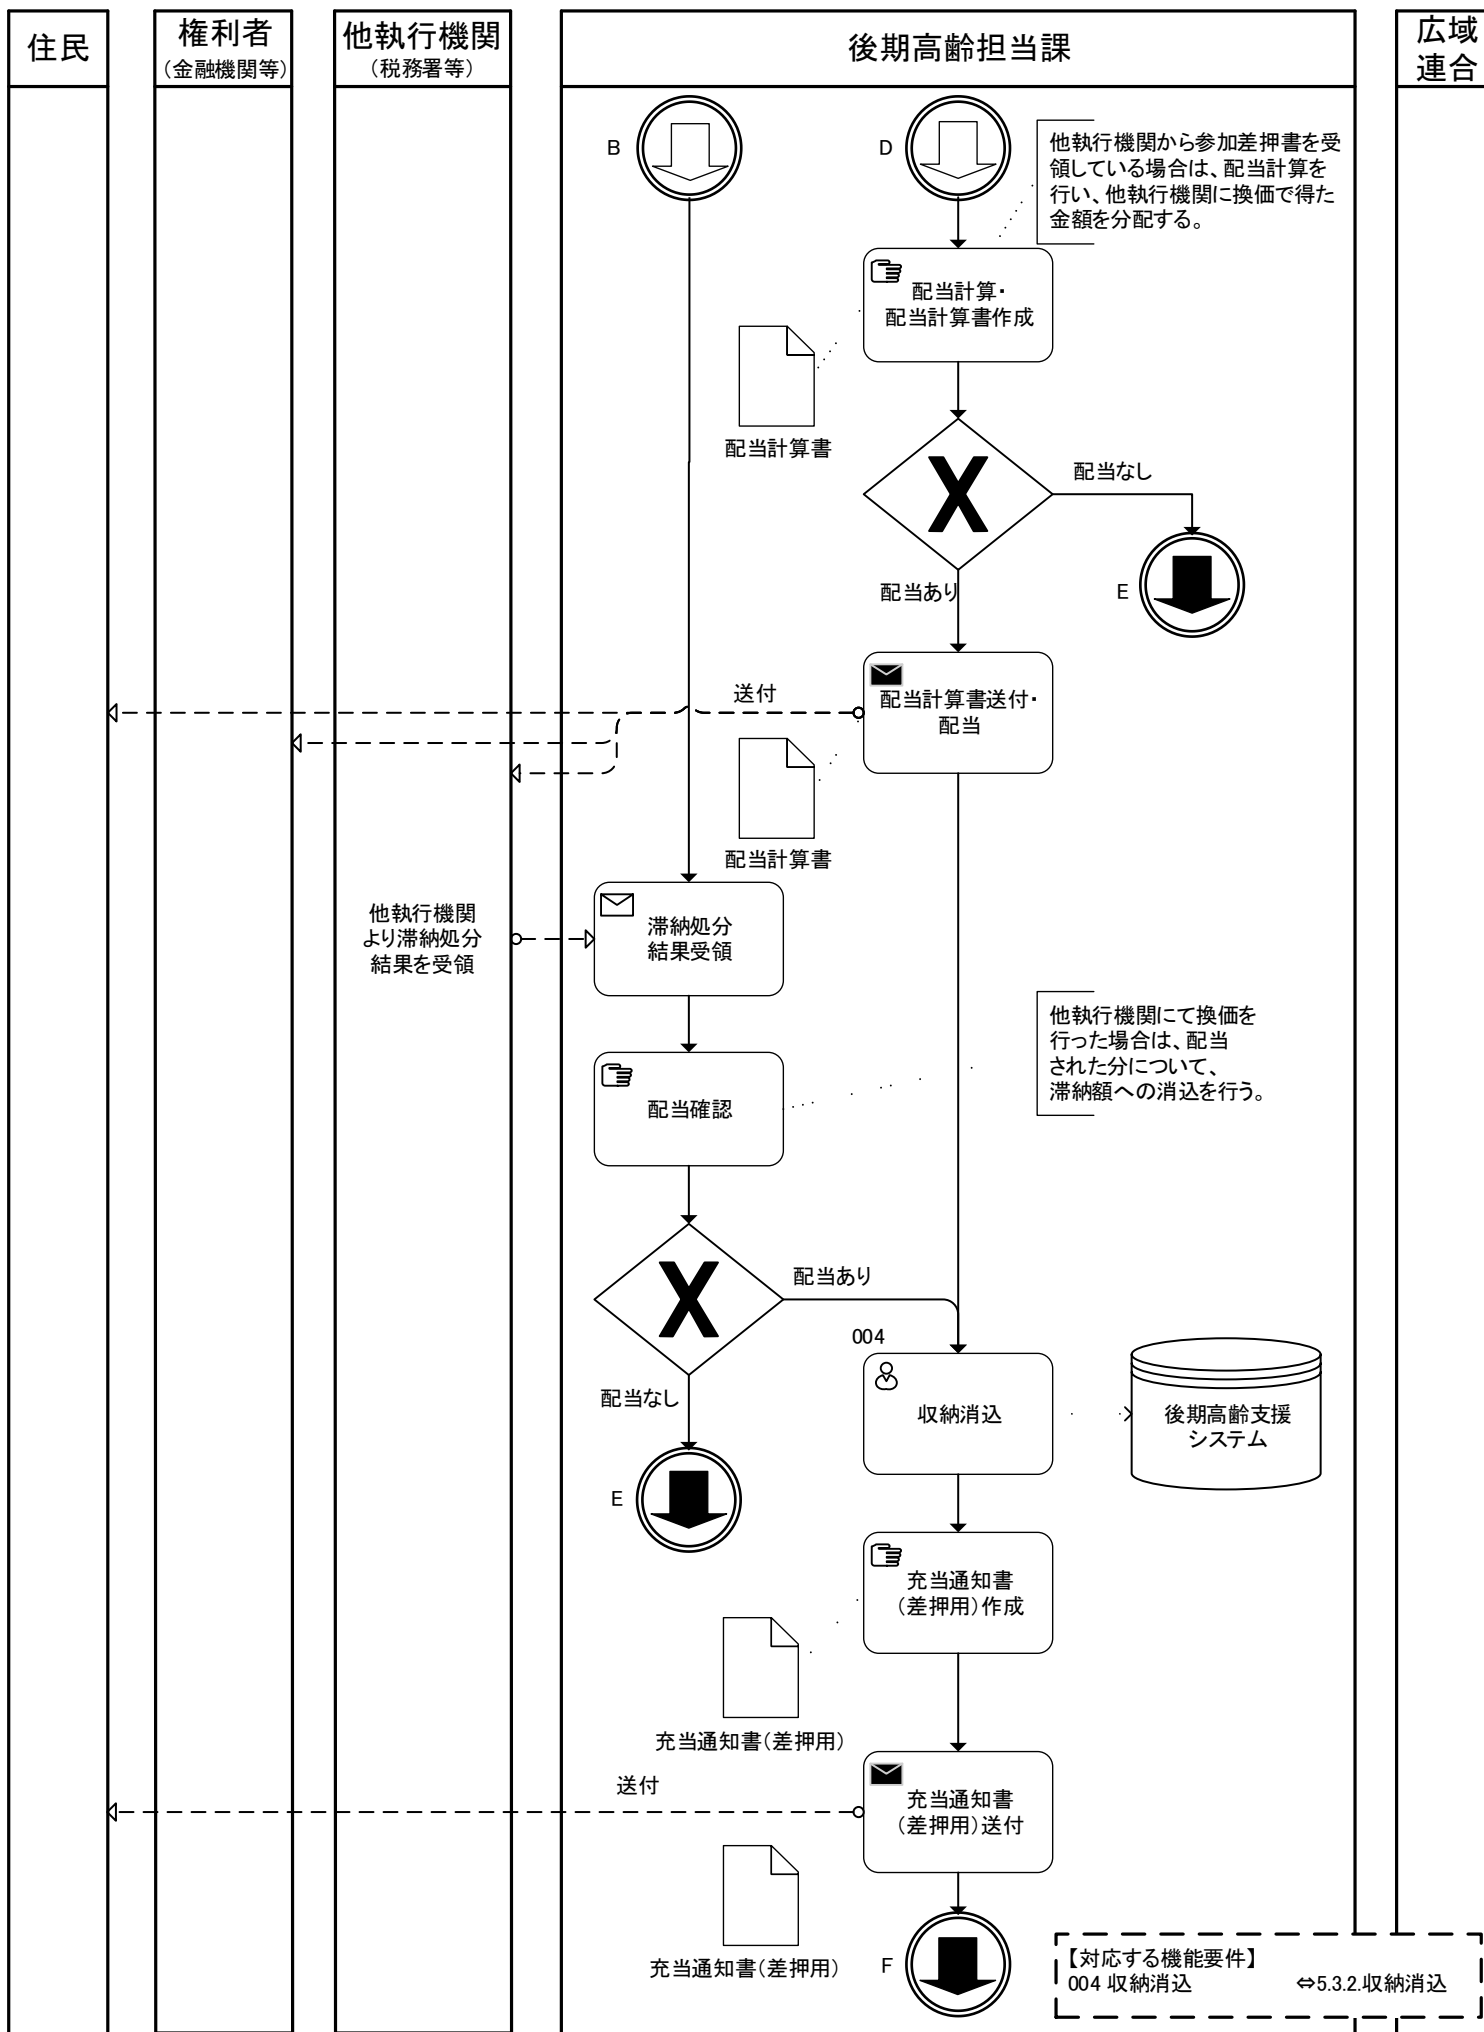 住民
権利者
（金融機関等）
他執行機関
（税務署等）
後期高齢担当課
広域
連合
B
D
他執行機関から参加差押書を受
領している場合は、配当計算を
行い、他執行機関に換価で得た
金額を分配する。
配当計算・
配当計算書作成
配当計算書
配当なし
配当あり
E
送付
配当計算書送付・
配当
配当計算書
他執行機関
より滞納処分
結果を受領
滞納処分
結果受領
他執行機関にて換価を
行った場合は、配当
された分について、
滞納額への消込を行う。
配当確認
配当あり
004
配当なし
収納消込
後期高齢支援
システム
E
充当通知書
（差押用）作成
充当通知書（差押用）
送付
充当通知書
（差押用）送付
充当通知書（差押用）
F
【対応する機能要件】
004 収納消込 ⇔5.3.2.収納消込